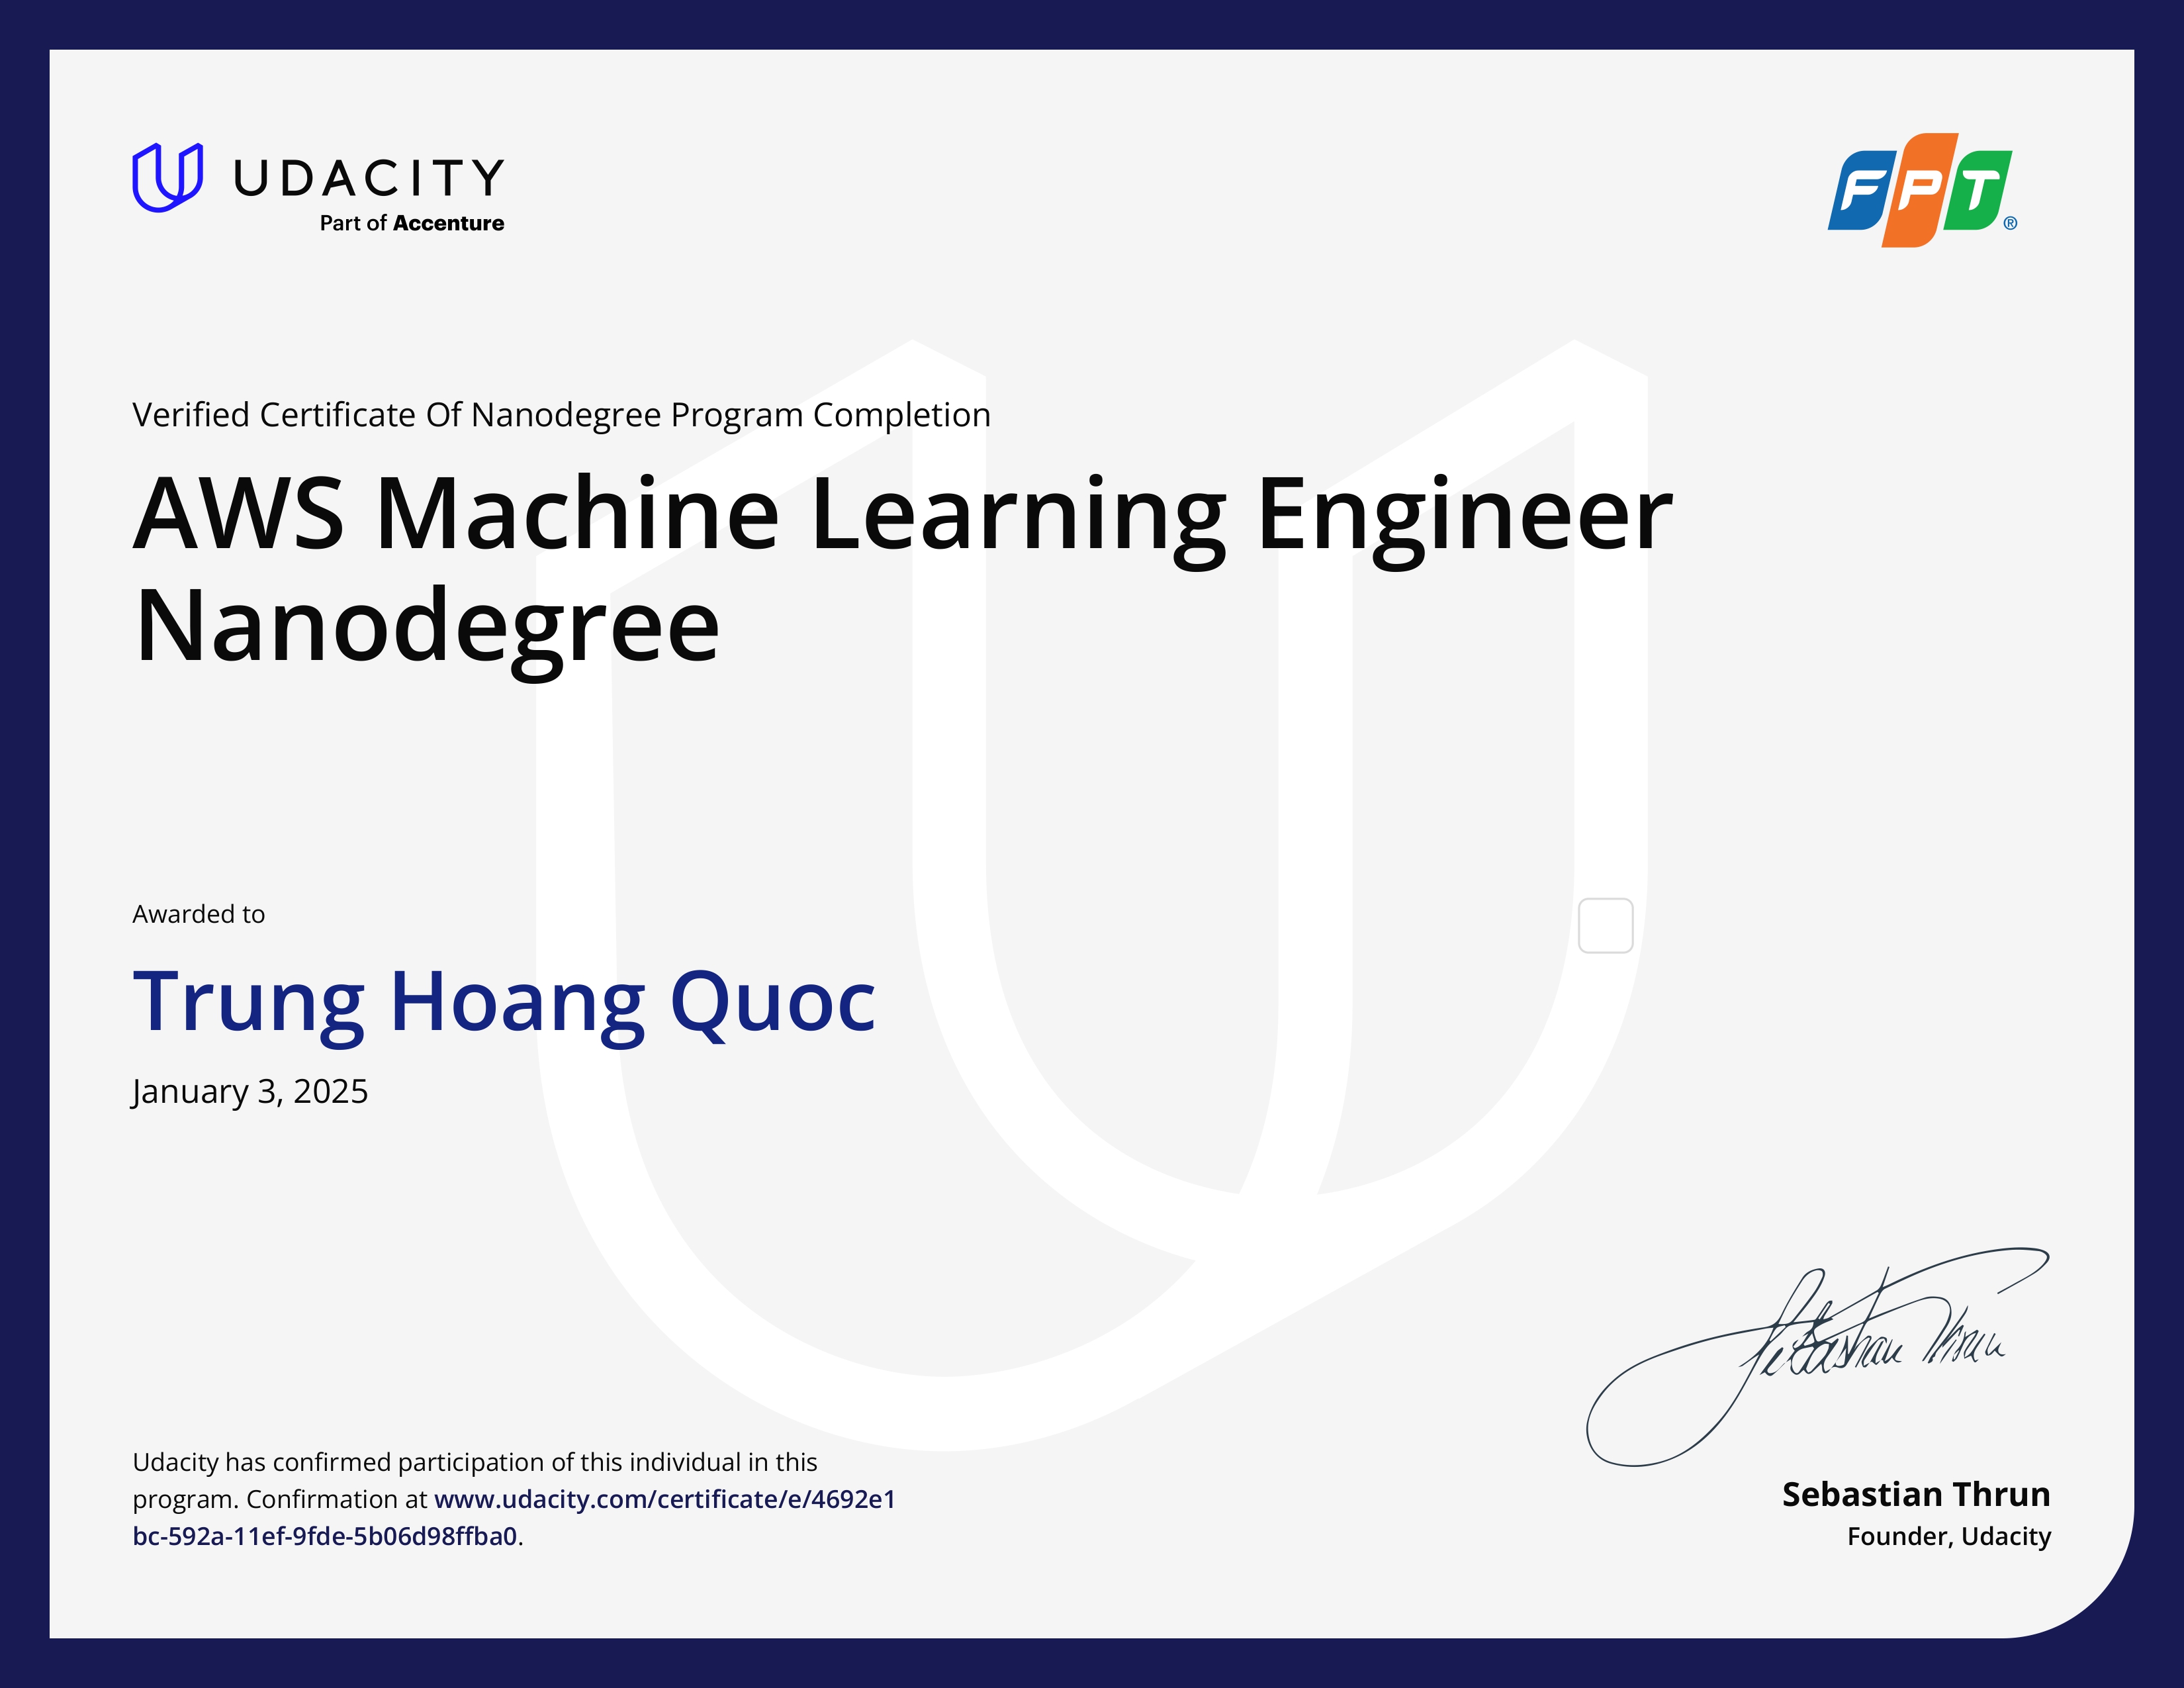 UDACITY
Part of Accenture
FPT®
Verified Certificate Of Nanodegree Program Completion
AWS Machine Learning Engineer
Nanodegree
Awarded to
Trung Hoang Quoc
January 3, 2025
Sebastian Thrun
Udacity has confirmed participation of this individual in this
program. Confirmation at www.udacity.com/certificate/e/4692e1
bc-592a-11ef-9fde-5b06d98ffba0.
Sebastian Thrun
Founder, Udacity